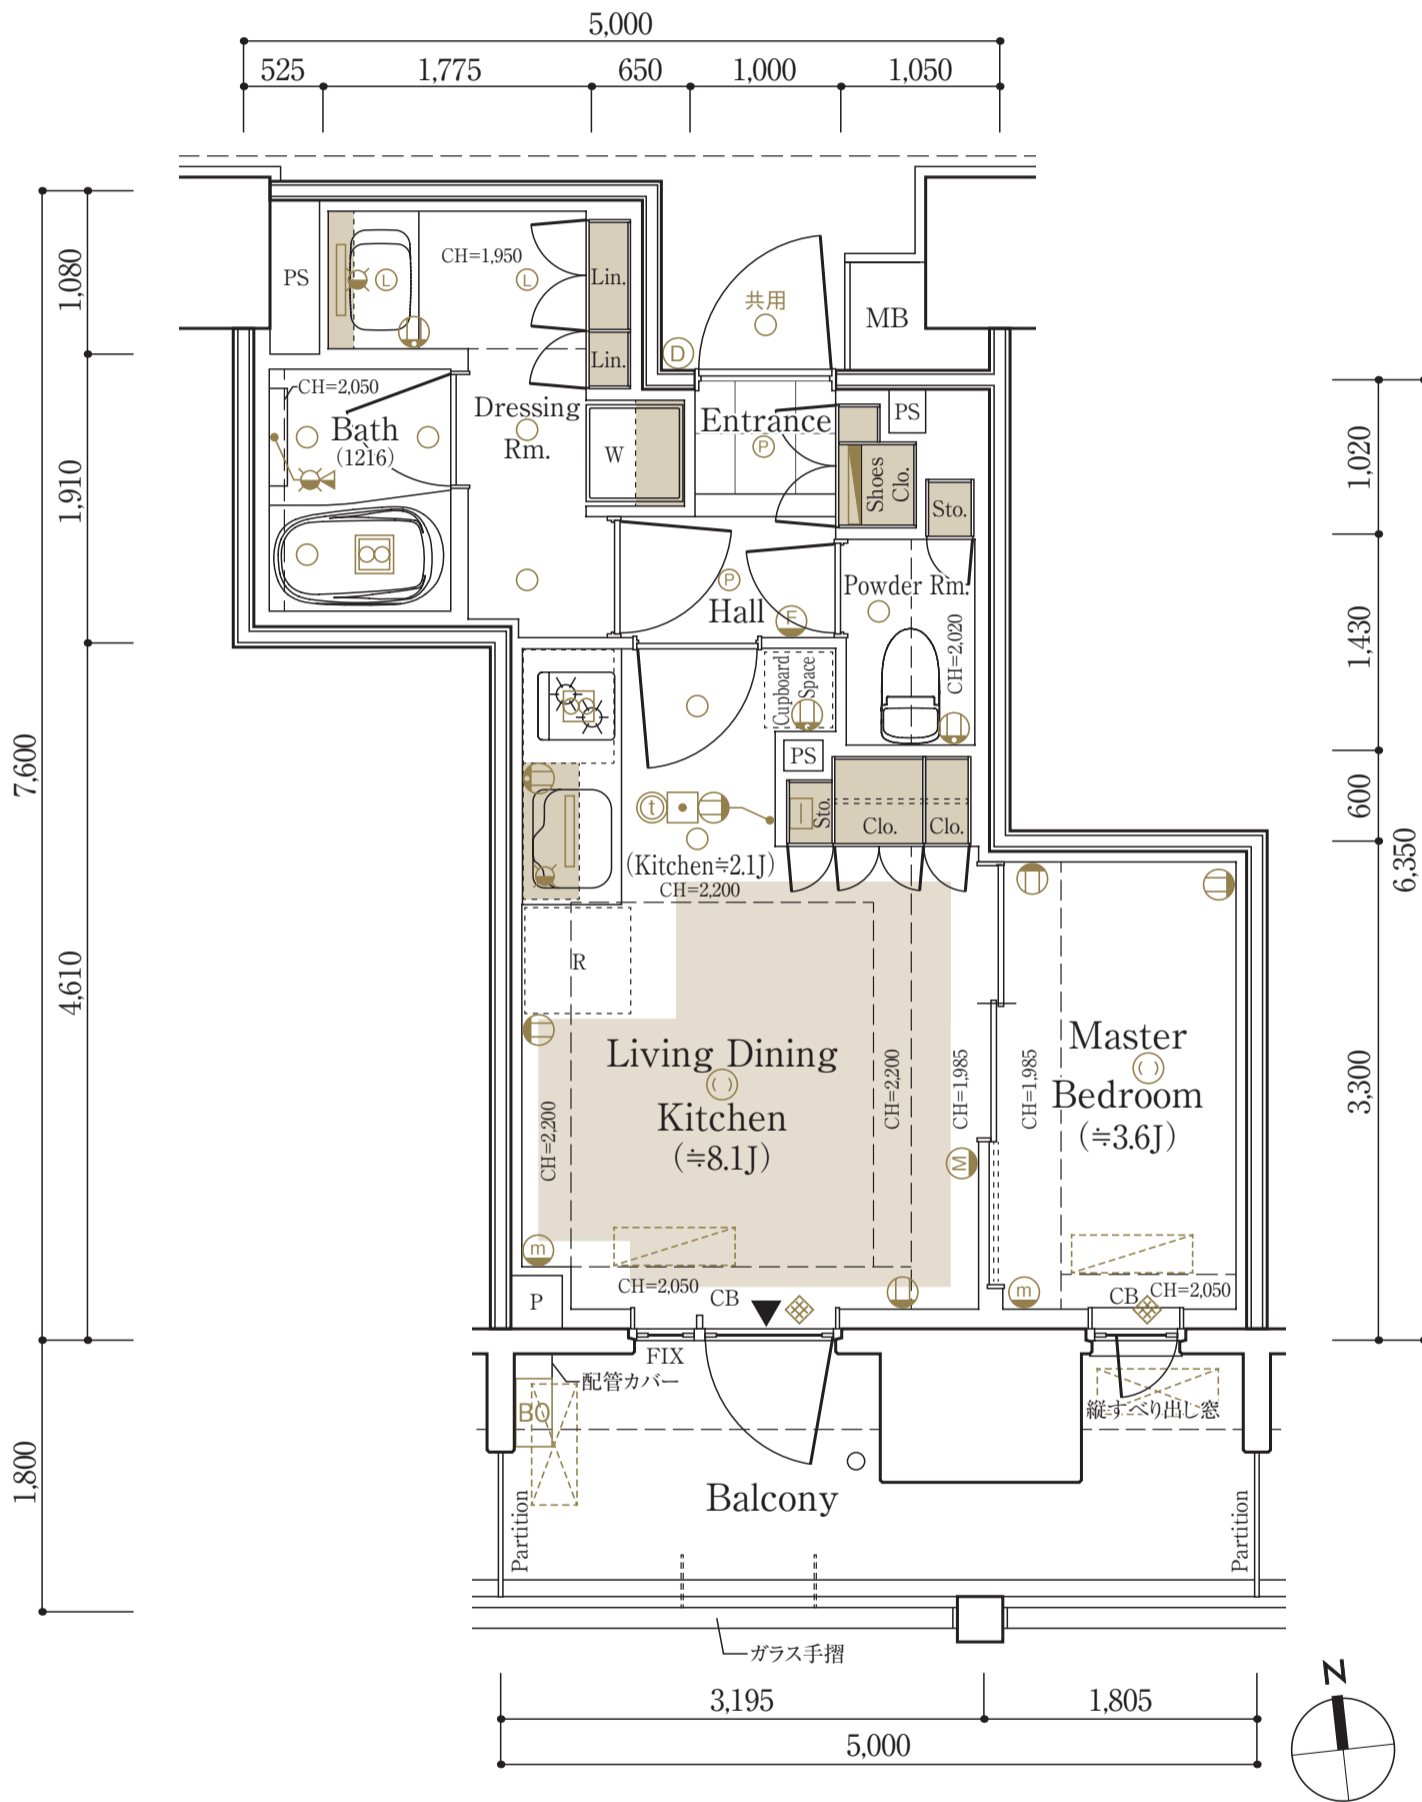 5,000
525
1,775
650
1,000
1,050
1,080
1,910
7,600
4,610
1,800
1,020
1,430
600
6,350
3,300
PS
L
CH=1,950
L
Lin.
Lin.
共用
D
MB
CH=2,050
Bath
(1216)
Dressing
Rm.
W
Entrance
P
PS
Shoes
Clo.
Sto.
P
Hall
F
Powder Rm.
CH=2,020
Cupboard
Space
PS
t
Sto.
Clo.
Clo.
(Kitchen≒2.1J)
CH=2,200
R
Living Dining
Kitchen
(≒8.1J)
CH=2,200
CH=2,200
CH=1,985
CH=1,985
Master
Bedroom
(≒3.6J)
M
m
m
P
CH=2,050
CB
CB
CH=2,050
FIX
配管カバー
BO
縦すべり出し窓
Balcony
Partition
Partition
ガラス手摺
3,195
1,805
5,000
N